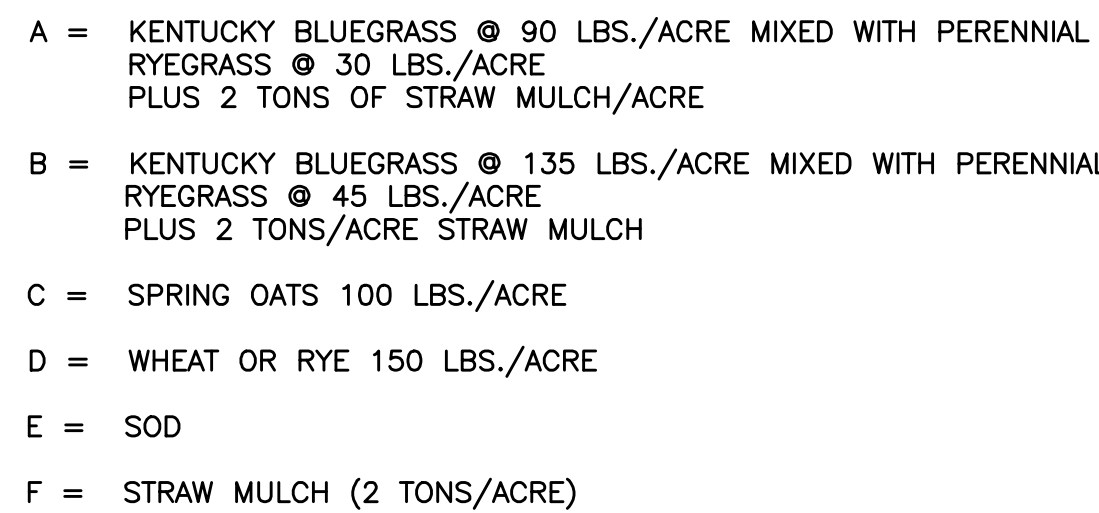 A = KENTUCKY BLUEGRASS @ 90 LBS./ACRE MIXED WITH PERENNIAL
RYEGRASS @ 30 LBS./ACRE
PLUS 2 TONS OF STRAW MULCH/ACRE
B = KENTUCKY BLUEGRASS @ 135 LBS./ACRE MIXED WITH PERENNIAL
RYEGRASS @ 45 LBS./ACRE
PLUS 2 TONS/ACRE STRAW MULCH
C = SPRING OATS 100 LBS./ACRE
D = WHEAT OR RYE 150 LBS./ACRE
E = SOD
F = STRAW MULCH (2 TONS/ACRE)